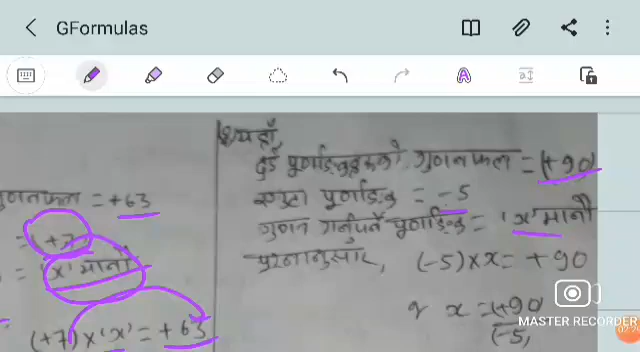 GFormulas
यहाँ,
दुई पूर्णाङ्कहरूको गुणनफल = (+90)
एउटा पूर्णाङ्क = -5
गुणन गर्नुपर्ने पूर्णाङ्क = 'x' मानौं
प्रश्नानुसार, (-5) × x = +90
x = (+90)
(-5)
गुणनफल = +63
= (+7)
= 'x' मानौं
(+7) × 'x' = +63
MASTER RECORDER